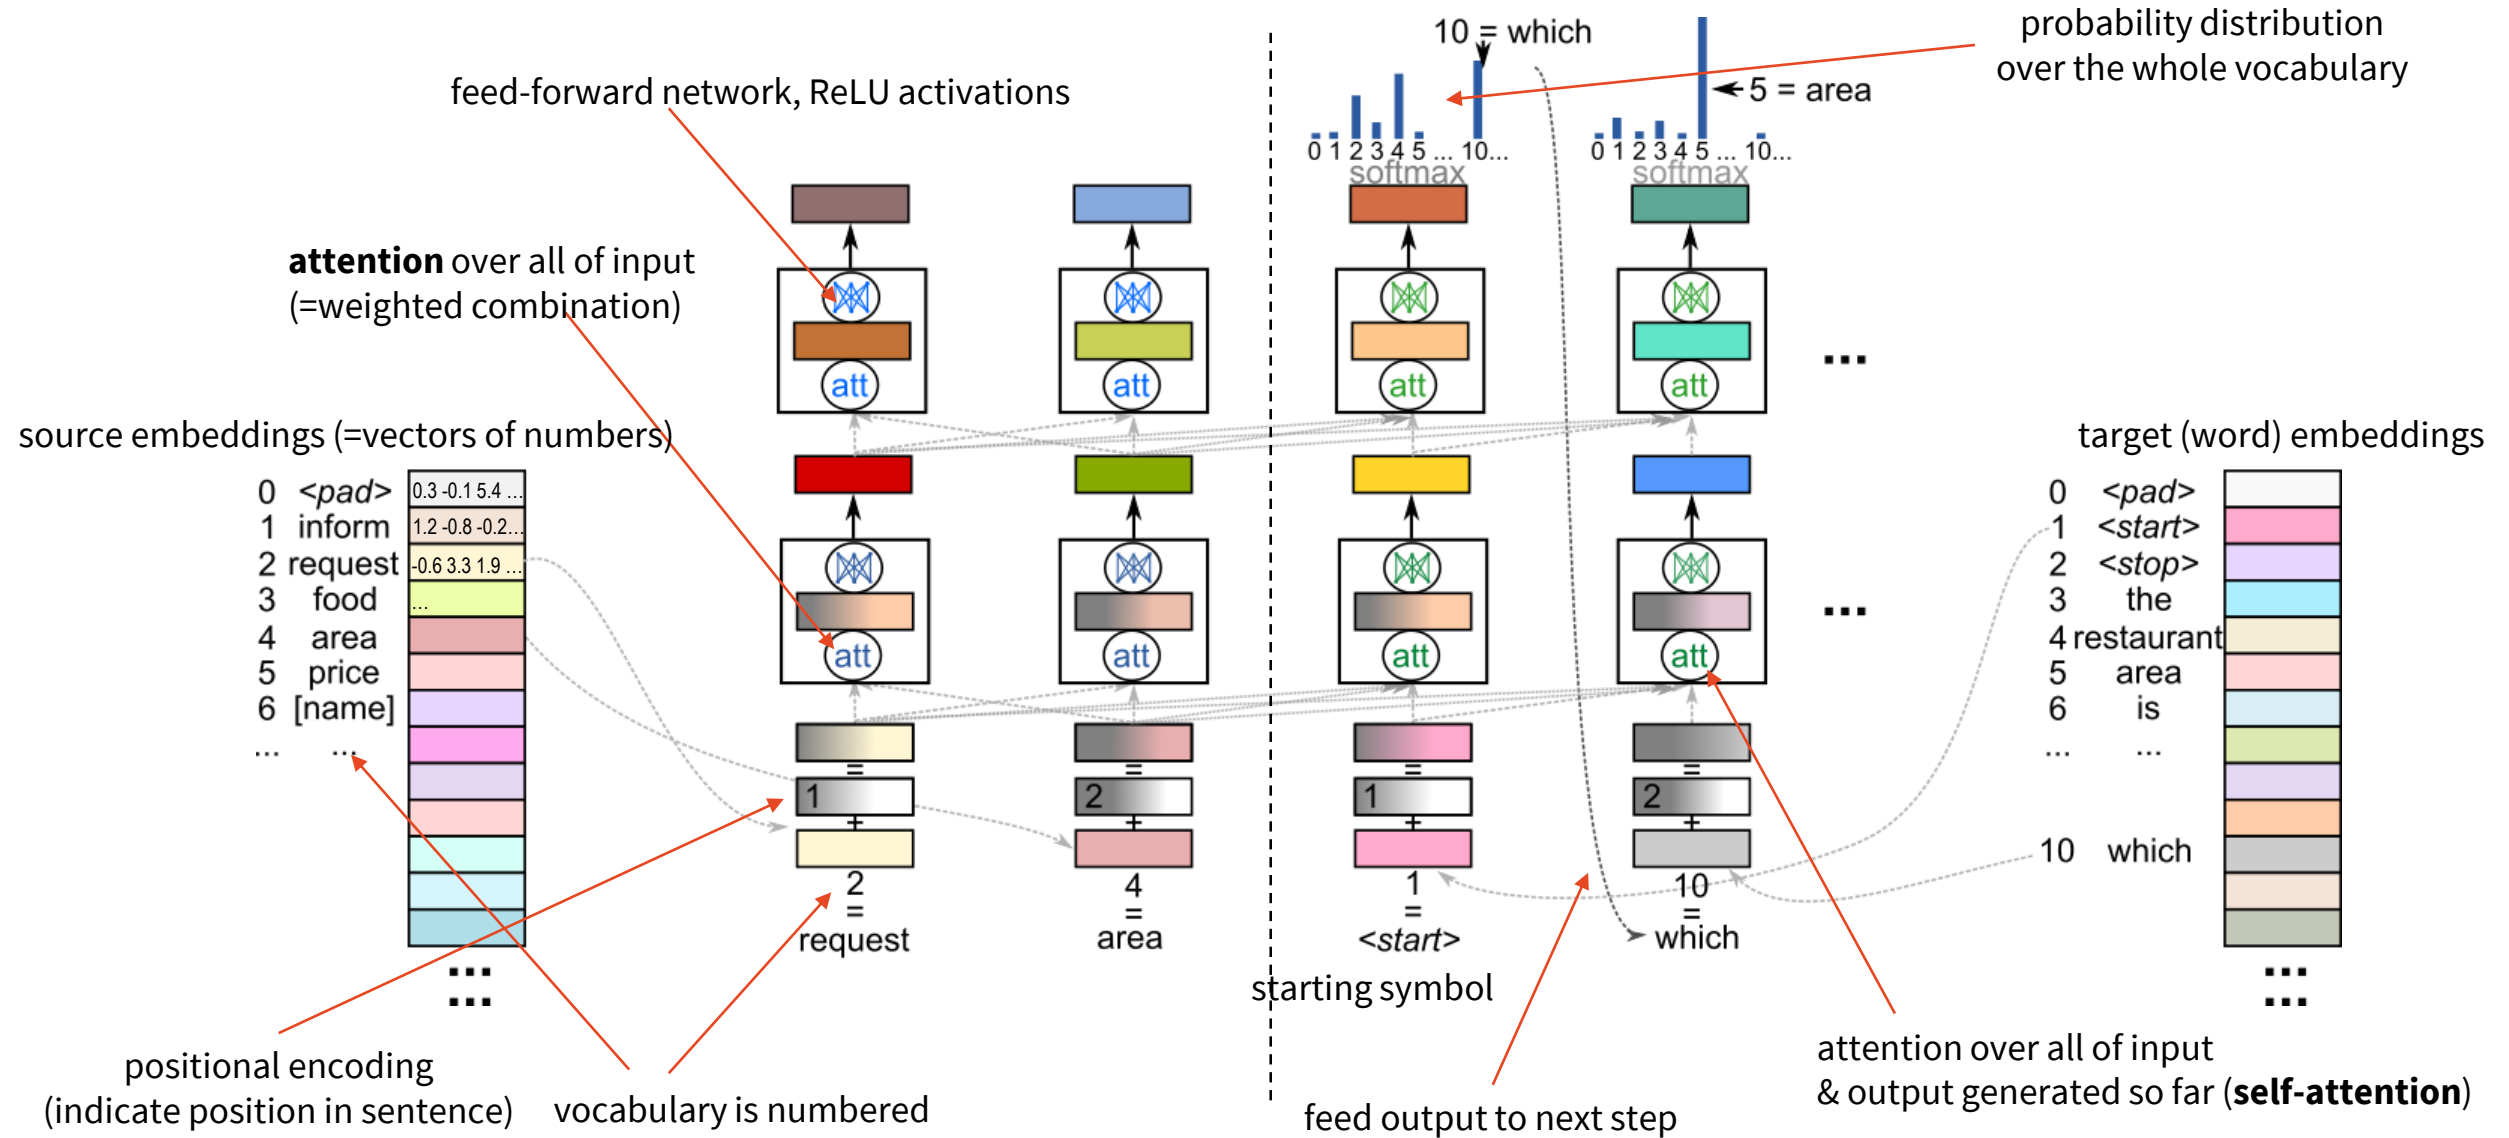 probability distribution
over the whole vocabulary
10 = which
5 = area
feed-forward network, ReLU activations
0 1 2 3 4 5 ... 10...
softmax
0 1 2 3 4 5 ... 10...
softmax
attention over all of input
(=weighted combination)
att
att
att
att
...
source embeddings (=vectors of numbers)
0 <pad> 0.3 -0.1 5.4 ...
1 inform 1.2 -0.8 -0.2...
2 request -0.6 3.3 1.9 ...
3 food ...
4 area
5 price
6 [name]
... ...
...
...
att
att
att
att
...
target (word) embeddings
0 <pad>
1 <start>
2 <stop>
3 the
4 restaurant
5 area
6 is
... ...
10 which
...
...
=
1
+
2
=
request
=
2
+
4
=
area
=
1
+
1
=
<start>
=
2
+
10
=
which
starting symbol
positional encoding
(indicate position in sentence)
vocabulary is numbered
feed output to next step
attention over all of input
& output generated so far (self-attention)